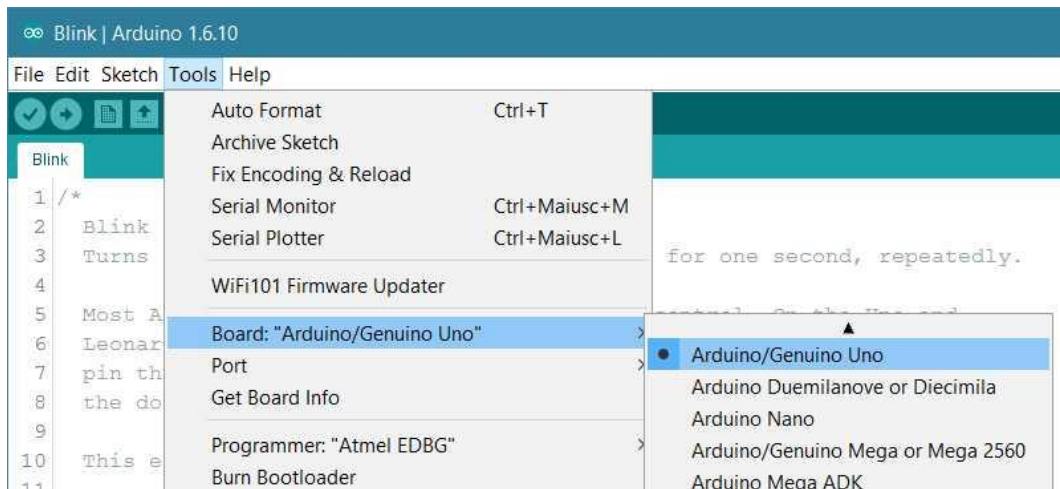 Blink | Arduino 1.6.10
File Edit Sketch Tools Help
Blink
Auto Format Ctrl+T
Archive Sketch
Fix Encoding & Reload
Serial Monitor Ctrl+Maiusc+M
Serial Plotter Ctrl+Maiusc+L
WiFi101 Firmware Updater
Board: "Arduino/Genuino Uno"
Port
Get Board Info
Programmer: "Atmel EDBG"
Burn Bootloader
Arduino/Genuino Uno
Arduino Duemilanove or Diecimila
Arduino Nano
Arduino/Genuino Mega or Mega 2560
Arduino Mega ADK
1 /*
2 Blink
3 Turns for one second, repeatedly.
4
5 Most A
6 Leonar
7 pin th
8 the do
9
10 This e